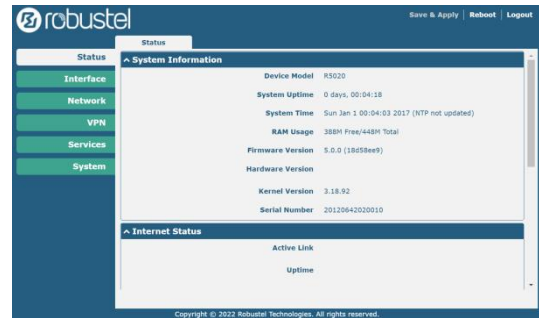 robustel
Save & Apply | Reboot | Logout
Status
Status
Interface
Network
VPN
Services
System
System Information
Device Model R5020
System Uptime 0 days, 00:04:18
System Time Sun Jan 1 00:04:03 2017 (NTP not updated)
RAM Usage 388M Free/448M Total
Firmware Version 5.0.0 (18d58ee9)
Hardware Version
Kernel Version 3.18.92
Serial Number 20120642020010
Internet Status
Active Link
Uptime
Copyright © 2022 Robustel Technologies. All rights reserved.